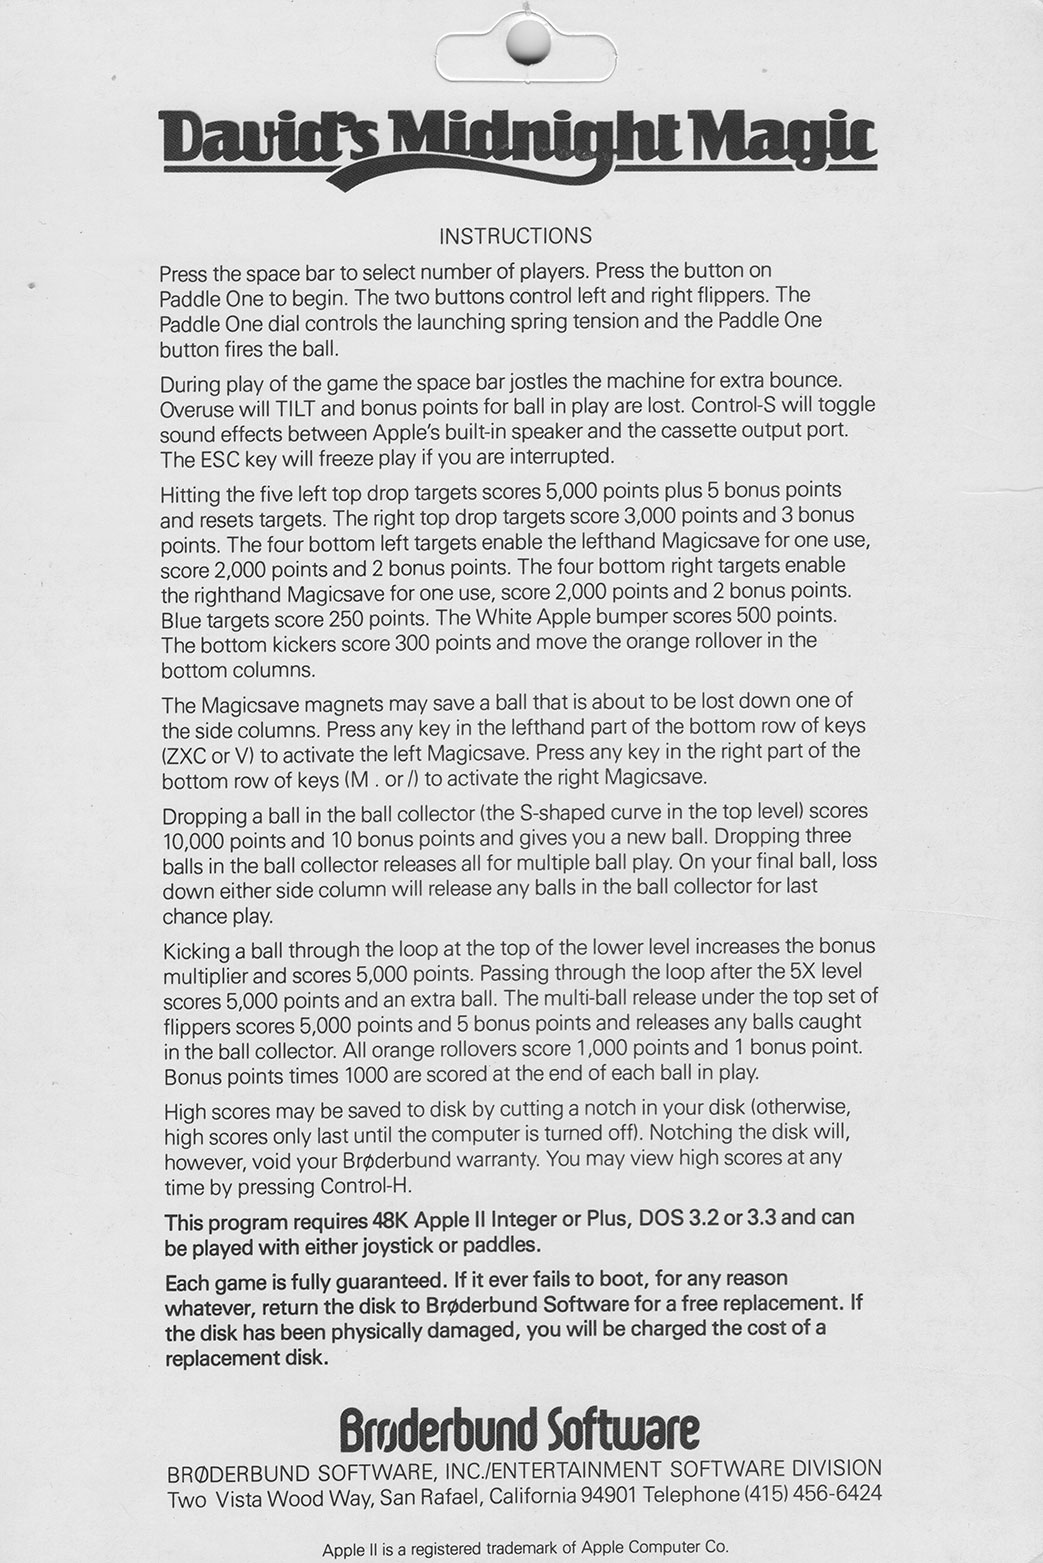 David's Midnight Magic
INSTRUCTIONS
Press the space bar to select number of players. Press the button on
Paddle One to begin. The two buttons control left and right flippers. The
Paddle One dial controls the launching spring tension and the Paddle One
button fires the ball.
During play of the game the space bar jostles the machine for extra bounce.
Overuse will TILT and bonus points for ball in play are lost. Control-S will toggle
sound effects between Apple's built-in speaker and the cassette output port.
The ESC key will freeze play if you are interrupted.
Hitting the five left top drop targets scores 5,000 points plus 5 bonus points
and resets targets. The right top drop targets score 3,000 points and 3 bonus
points. The four bottom left targets enable the lefthand Magicsave for one use,
score 2,000 points and 2 bonus points. The four bottom right targets enable
the righthand Magicsave for one use, score 2,000 points and 2 bonus points.
Blue targets score 250 points. The White Apple bumper scores 500 points.
The bottom kickers score 300 points and move the orange rollover in the
bottom columns.
The Magicsave magnets may save a ball that is about to be lost down one of
the side columns. Press any key in the lefthand part of the bottom row of keys
(ZXC or V) to activate the left Magicsave. Press any key in the right part of the
bottom row of keys (M . or /) to activate the right Magicsave.
Dropping a ball in the ball collector (the S-shaped curve in the top level) scores
10,000 points and 10 bonus points and gives you a new ball. Dropping three
balls in the ball collector releases all for multiple ball play. On your final ball, loss
down either side column will release any balls in the ball collector for last
chance play.
Kicking a ball through the loop at the top of the lower level increases the bonus
multiplier and scores 5,000 points. Passing through the loop after the 5X level
scores 5,000 points and an extra ball. The multi-ball release under the top set of
flippers scores 5,000 points and 5 bonus points and releases any balls caught
in the ball collector. All orange rollovers score 1,000 points and 1 bonus point.
Bonus points times 1000 are scored at the end of each ball in play.
High scores may be saved to disk by cutting a notch in your disk (otherwise,
high scores only last until the computer is turned off). Notching the disk will,
however, void your Brøderbund warranty. You may view high scores at any
time by pressing Control-H.
This program requires 48K Apple II Integer or Plus, DOS 3.2 or 3.3 and can
be played with either joystick or paddles.
Each game is fully guaranteed. If it ever fails to boot, for any reason
whatever, return the disk to Brøderbund Software for a free replacement. If
the disk has been physically damaged, you will be charged the cost of a
replacement disk.
Brøderbund Software
BRØDERBUND SOFTWARE, INC./ENTERTAINMENT SOFTWARE DIVISION
Two Vista Wood Way, San Rafael, California 94901 Telephone (415) 456-6424
Apple II is a registered trademark of Apple Computer Co.